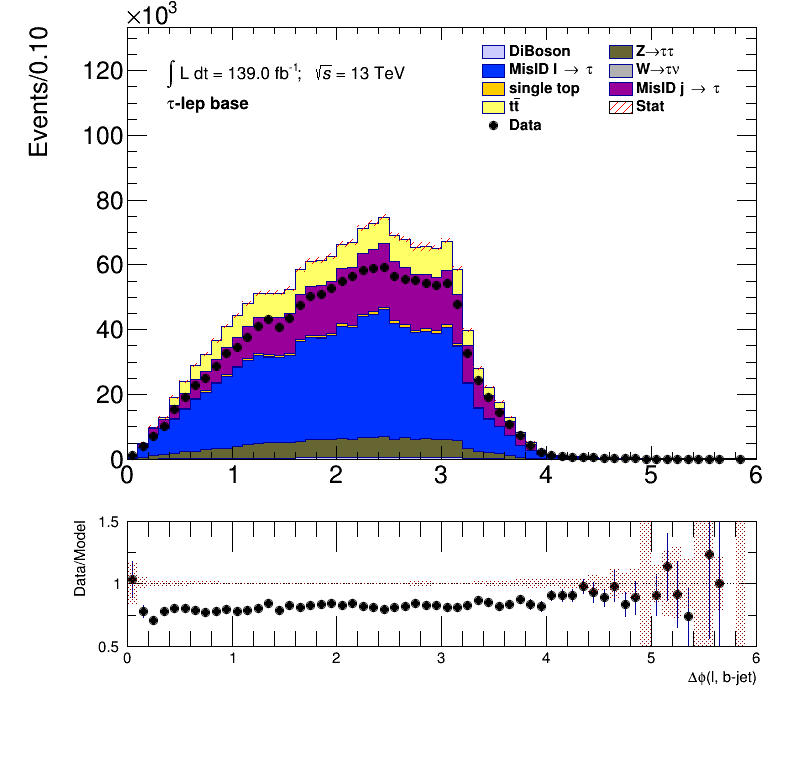 ×10³
Events/0.10
120
100
80
60
40
20
0
∫ L dt = 139.0 fb⁻¹; √s = 13 TeV
τ-lep base
DiBoson
MisID l → τ
single top
tt̄
Data
Z→ττ
W→τν
MisID j → τ
Stat
0 1 2 3 4 5 6
Data/Model
1.5
1
0.5
0 1 2 3 4 5 6
Δϕ(l, b-jet)